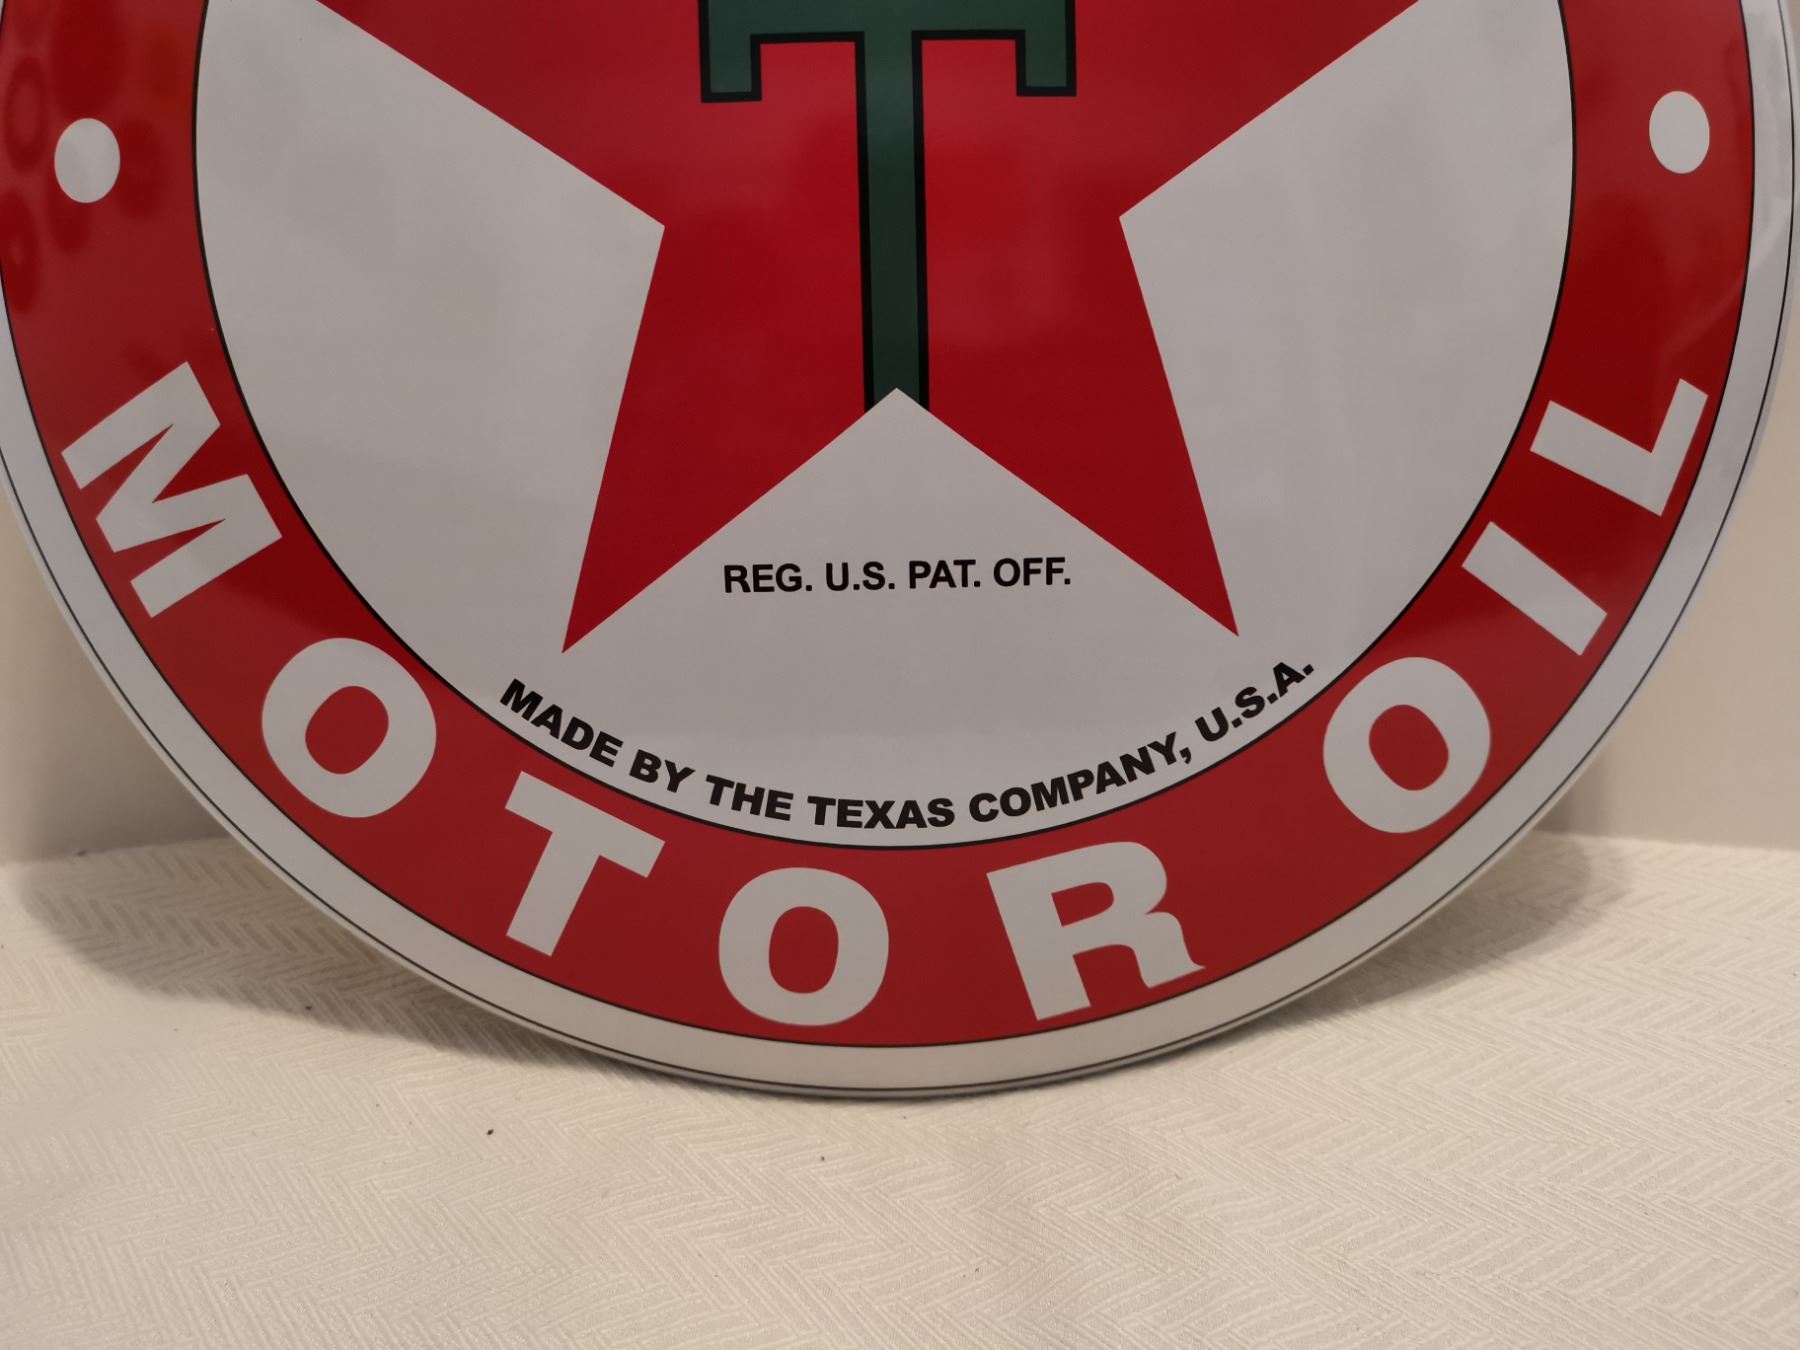 T
REG. U.S. PAT. OFF.
MADE BY THE TEXAS COMPANY, U.S.A.
MOTOR OIL